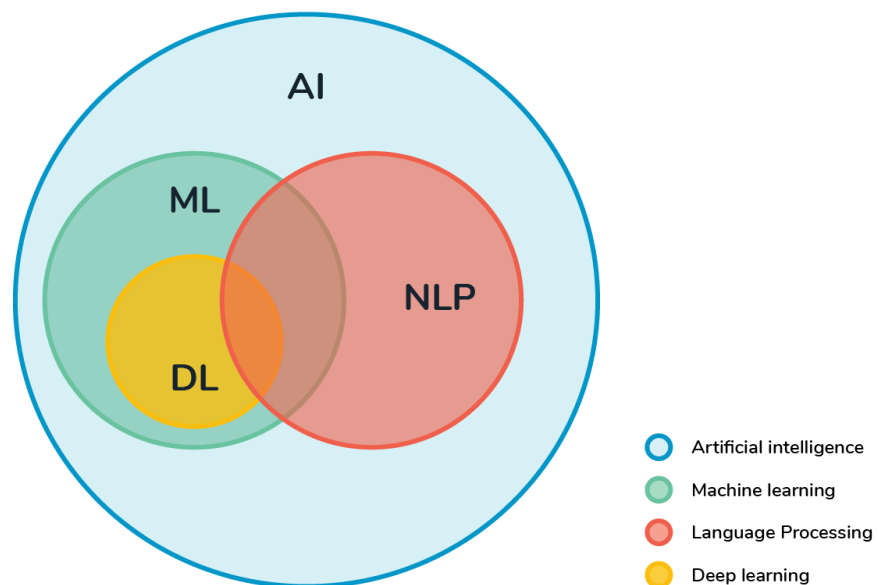 AI
ML
NLP
DL
Artificial intelligence
Machine learning
Language Processing
Deep learning